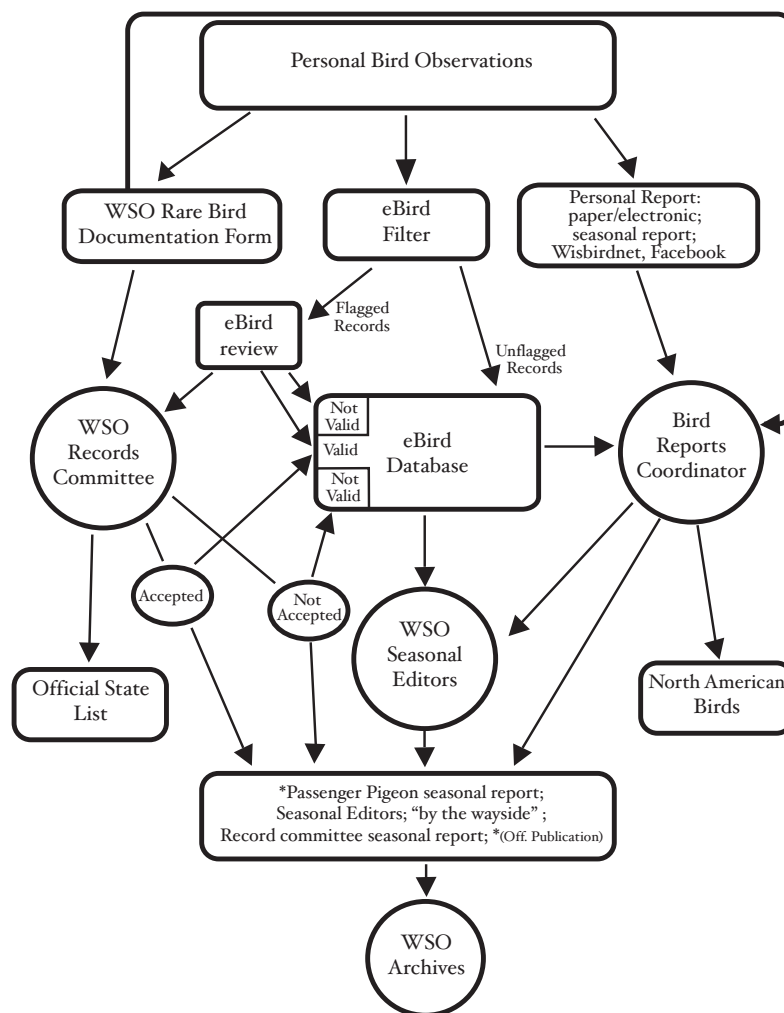 Personal Bird Observations
WSO Rare Bird
Documentation Form
eBird
Filter
Personal Report:
paper/electronic;
seasonal report;
Wisbirdnet, Facebook
Flagged
Records
eBird
review
Unflagged
Records
WSO
Records
Committee
Not
Valid
Valid
Not
Valid
eBird
Database
Bird
Reports
Coordinator
Accepted
Not
Accepted
WSO
Seasonal
Editors
Official State
List
North American
Birds
*Passenger Pigeon seasonal report;
Seasonal Editors; “by the wayside” ;
Record committee seasonal report; *(Off. Publication)
WSO
Archives